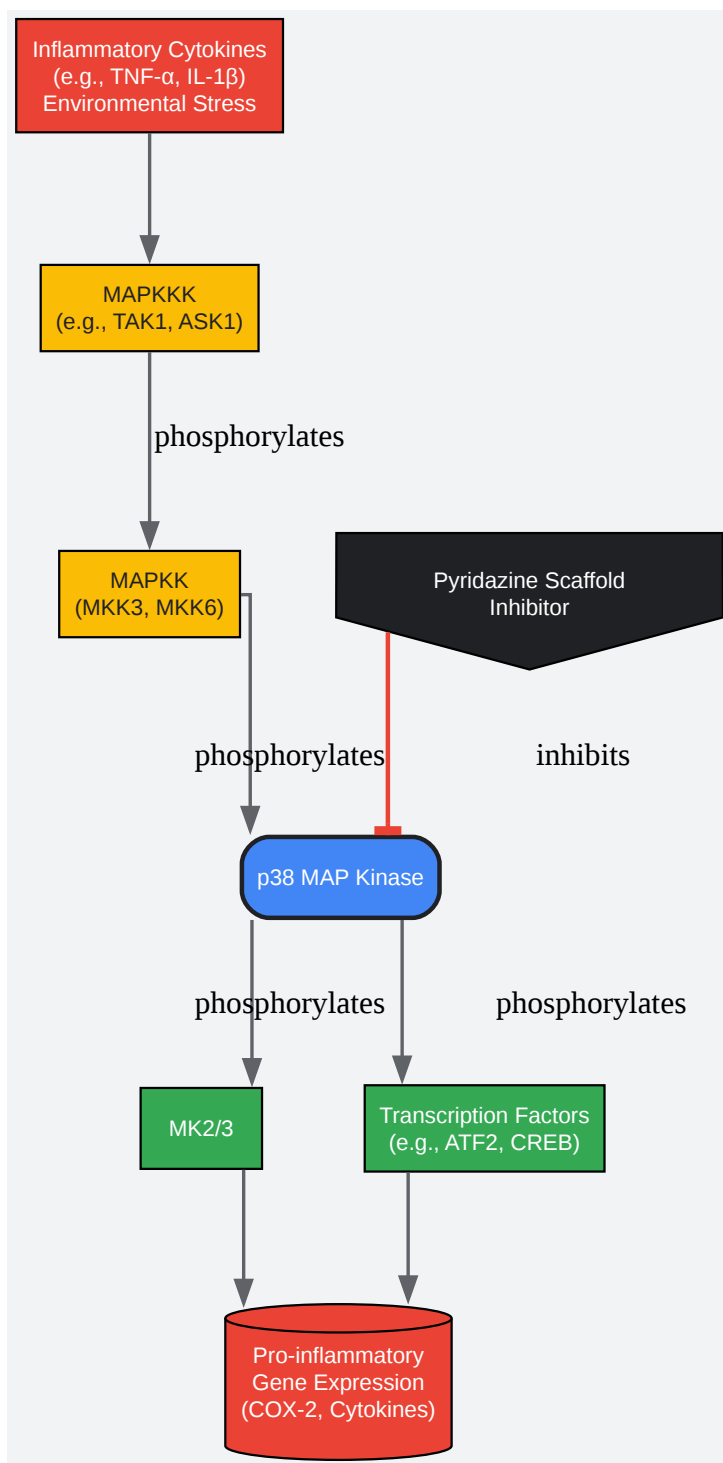 Inflammatory Cytokines
(e.g., TNF-α, IL-1β)
Environmental Stress
MAPKKK
(e.g., TAK1, ASK1)
phosphorylates
MAPKK
(MKK3, MKK6)
Pyridazine Scaffold
Inhibitor
phosphorylates
inhibits
p38 MAP Kinase
phosphorylates
phosphorylates
MK2/3
Transcription Factors
(e.g., ATF2, CREB)
Pro-inflammatory
Gene Expression
(COX-2, Cytokines)